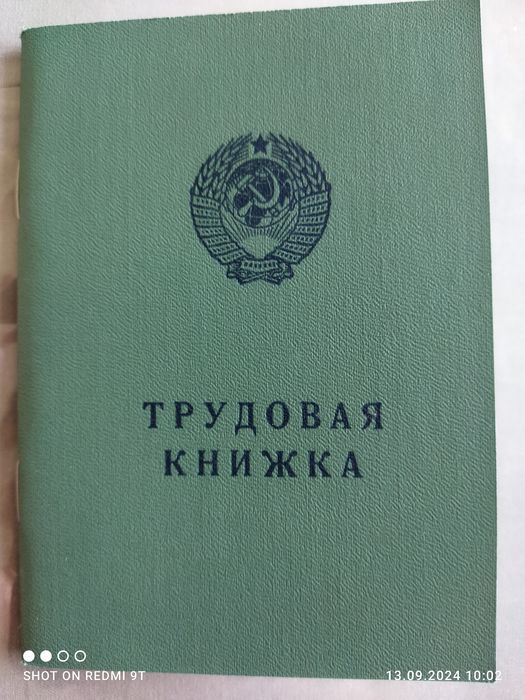 ТРУДОВАЯ
КНИЖКА
SHOT ON REDMI 9T
13.09.2024 10:02